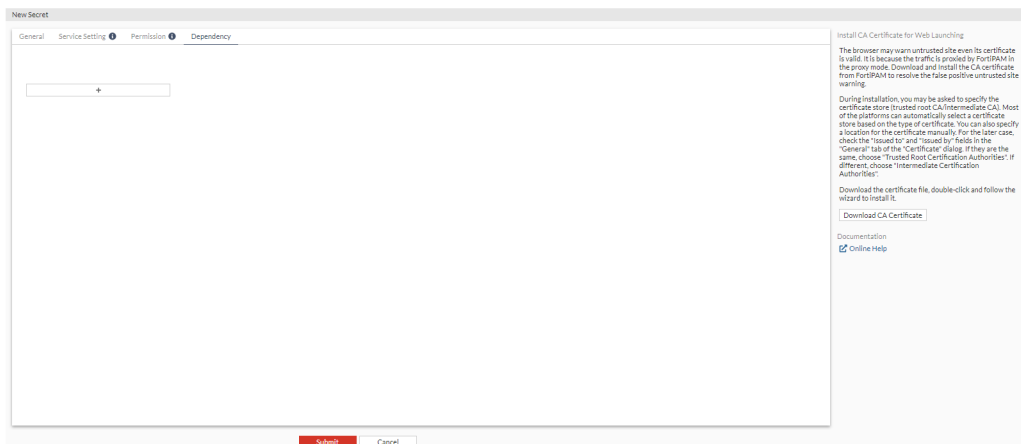 New Secret
General Service Setting Permission Dependency
+
Install CA Certificate for Web Launching
The browser may warn untrusted site even its certificate
is valid. It is because the traffic is proxied by FortiPAM in
the proxy mode. Download and Install the CA certificate
from FortiPAM to resolve the false positive untrusted site
warning.
During installation, you may be asked to specify the
certificate store (trusted root CA/intermediate CA). Most
of the platforms can automatically select a certificate
store based on the type of certificate. You can also specify
a location for the certificate manually. For the later case,
check the "Issued to" and "Issued by" fields in the
"General" tab of the "Certificate" dialog. If they are the
same, choose "Trusted Root Certification Authorities". If
different, choose "Intermediate Certification
Authorities".
Download the certificate file, double-click and follow the
wizard to install it.
Download CA Certificate
Documentation
Online Help
Submit Cancel